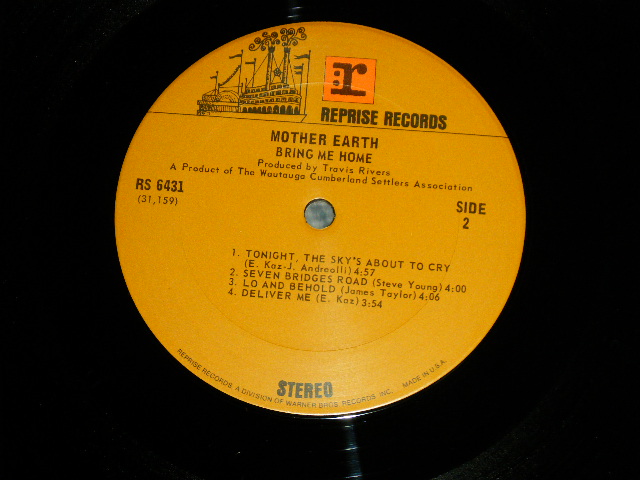 r:
REPRISE RECORDS
MOTHER EARTH
BRING ME HOME
Produced by Travis Rivers
A Product of The Wautauga Cumberland Settlers Association
RS 6431
(31,159)
SIDE
2
1. TONIGHT, THE SKY'S ABOUT TO CRY
(E. Kaz-J. Andrealli) 4:57
2. SEVEN BRIDGES ROAD (Steve Young) 4:00
3. LO AND BEHOLD (James Taylor) 4:06
4. DELIVER ME (E. Kaz) 3:54
STEREO
REPRISE RECORDS, A DIVISION OF WARNER BROS. RECORDS, INC. MADE IN U.S.A.